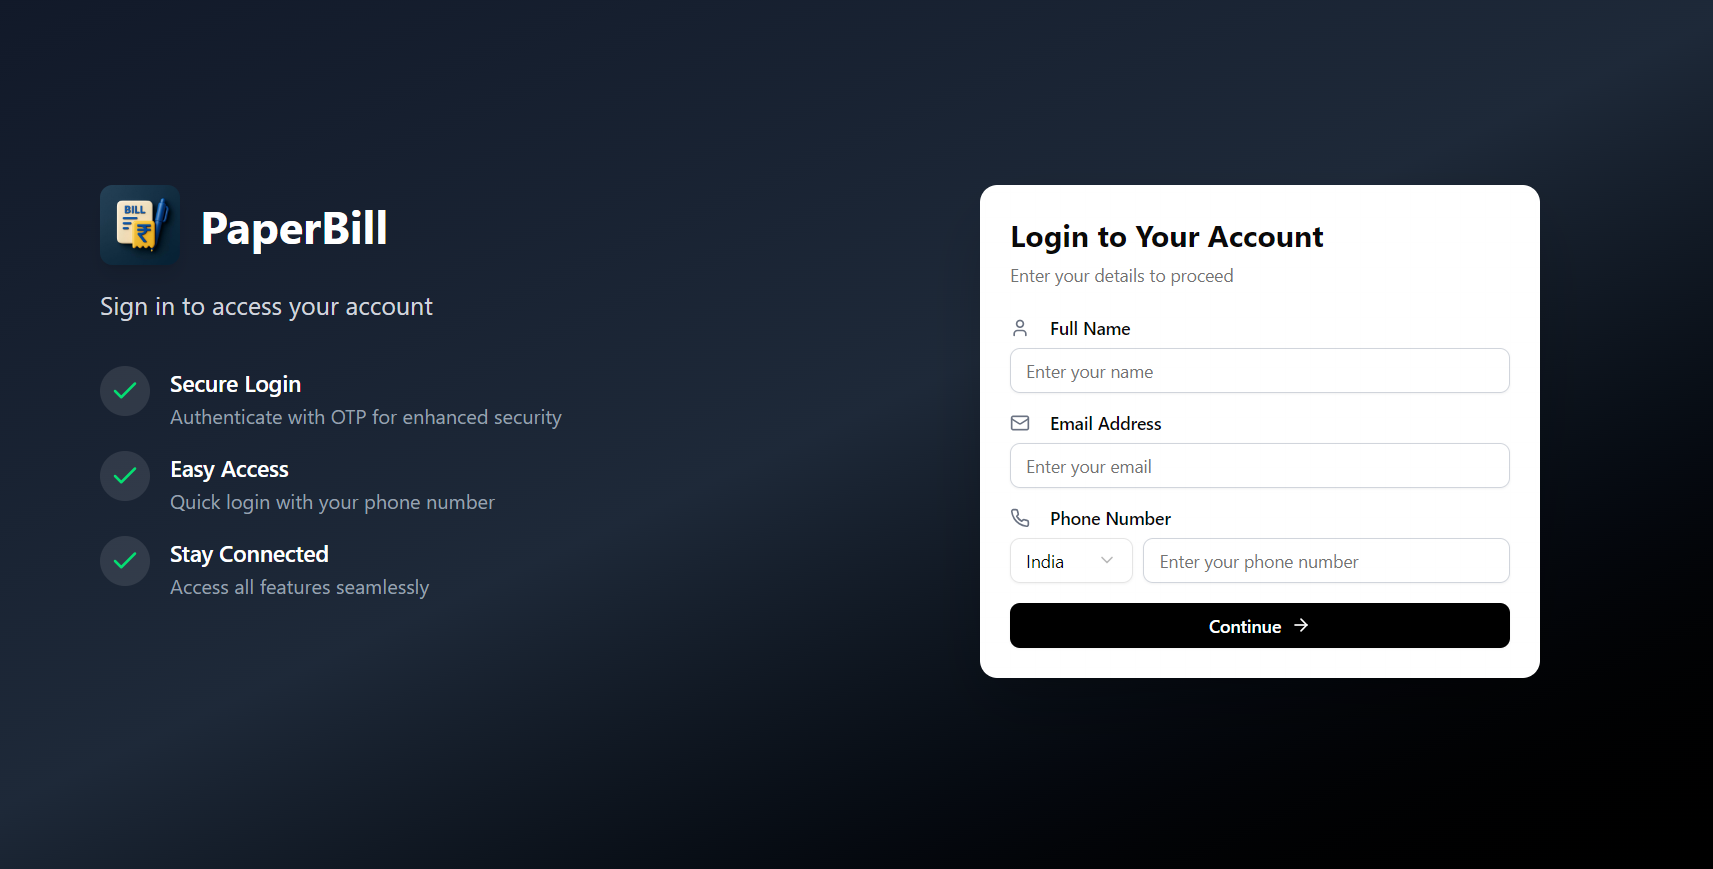 BILL
₹
PaperBill
Sign in to access your account
Secure Login
Authenticate with OTP for enhanced security
Easy Access
Quick login with your phone number
Stay Connected
Access all features seamlessly
Login to Your Account
Enter your details to proceed
Full Name
Enter your name
Email Address
Enter your email
Phone Number
India
Enter your phone number
Continue